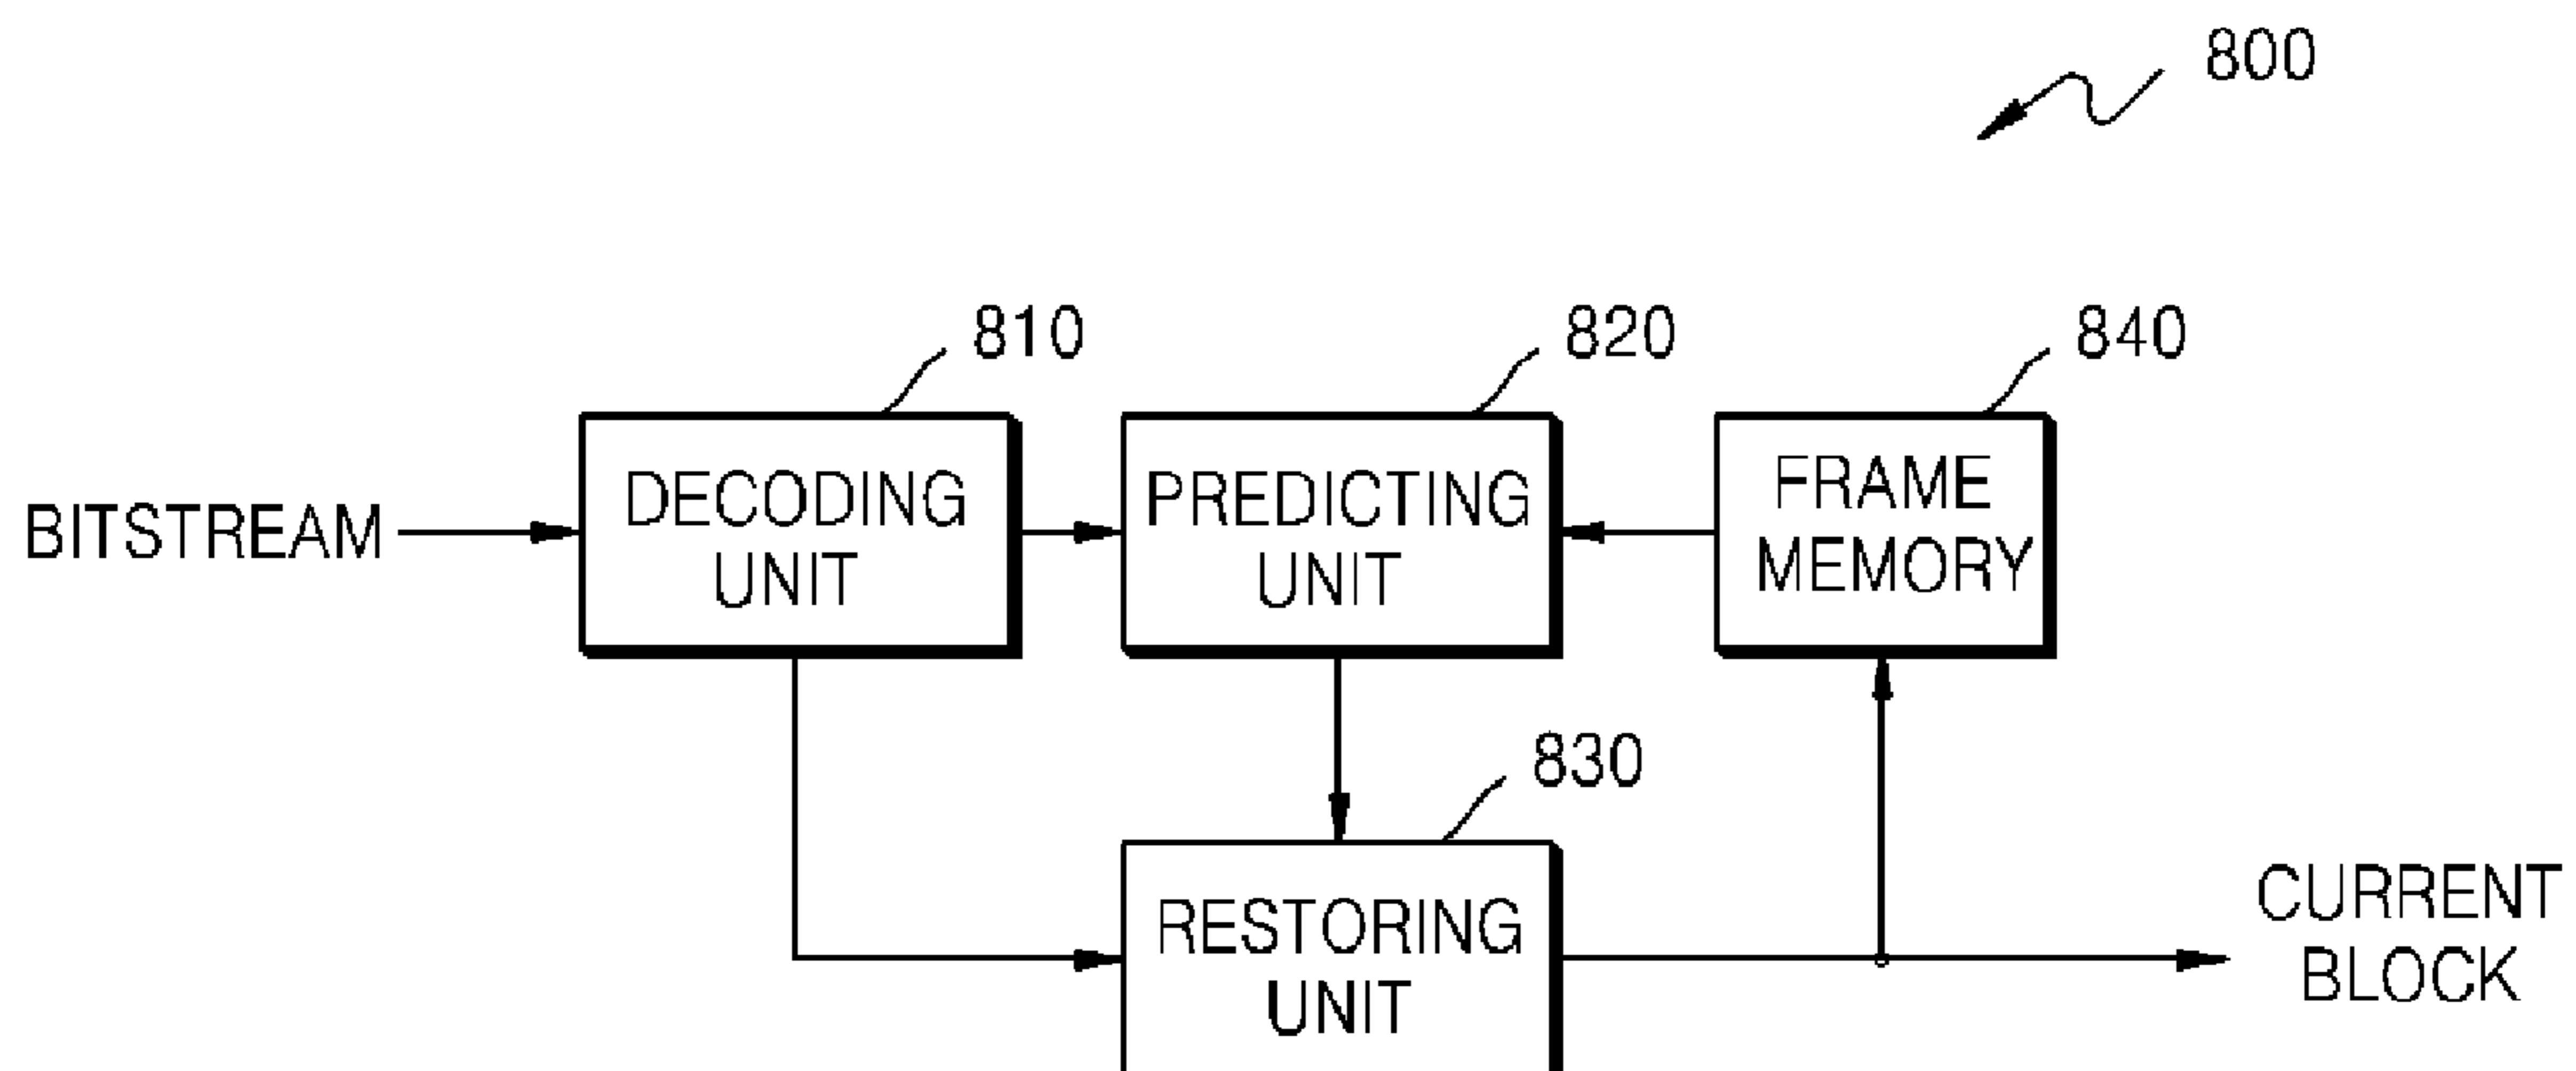 800
810
820
840
BITSTREAM
DECODING
UNIT
PREDICTING
UNIT
FRAME
MEMORY
830
RESTORING
UNIT
CURRENT
BLOCK